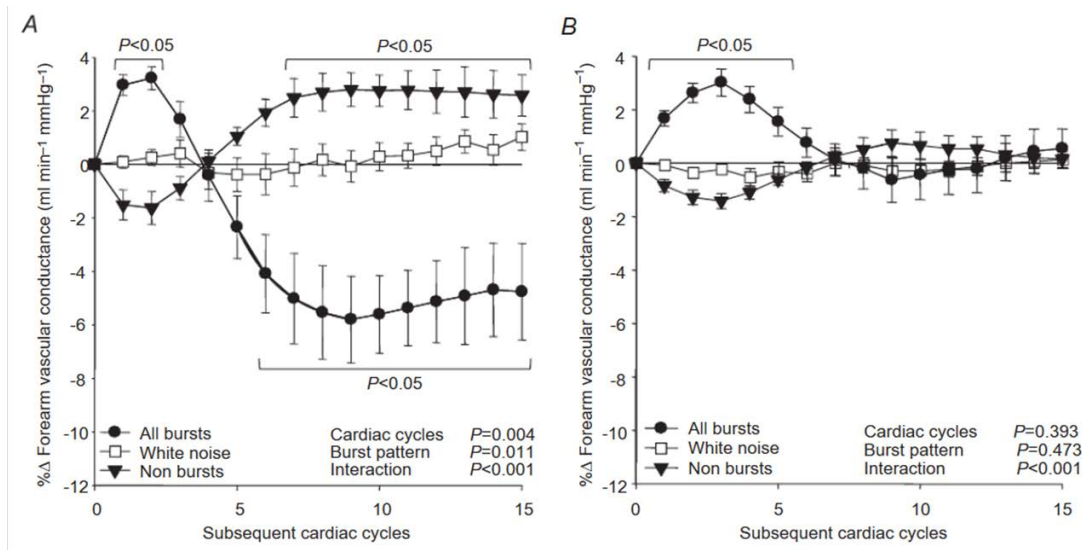 A
P<0.05
P<0.05
4
2
0
-2
-4
-6
-8
-10
-12
%Δ Forearm vascular conductance (ml min−1 mmHg−1)
P<0.05
All bursts
White noise
Non bursts
Cardiac cycles P=0.004
Burst pattern P=0.011
Interaction P<0.001
0 5 10 15
Subsequent cardiac cycles
B
P<0.05
4
2
0
-2
-4
-6
-8
-10
-12
%Δ Forearm vascular conductance (ml min−1 mmHg−1)
All bursts
White noise
Non bursts
Cardiac cycles P=0.393
Burst pattern P=0.473
Interaction P<0.001
0 5 10 15
Subsequent cardiac cycles